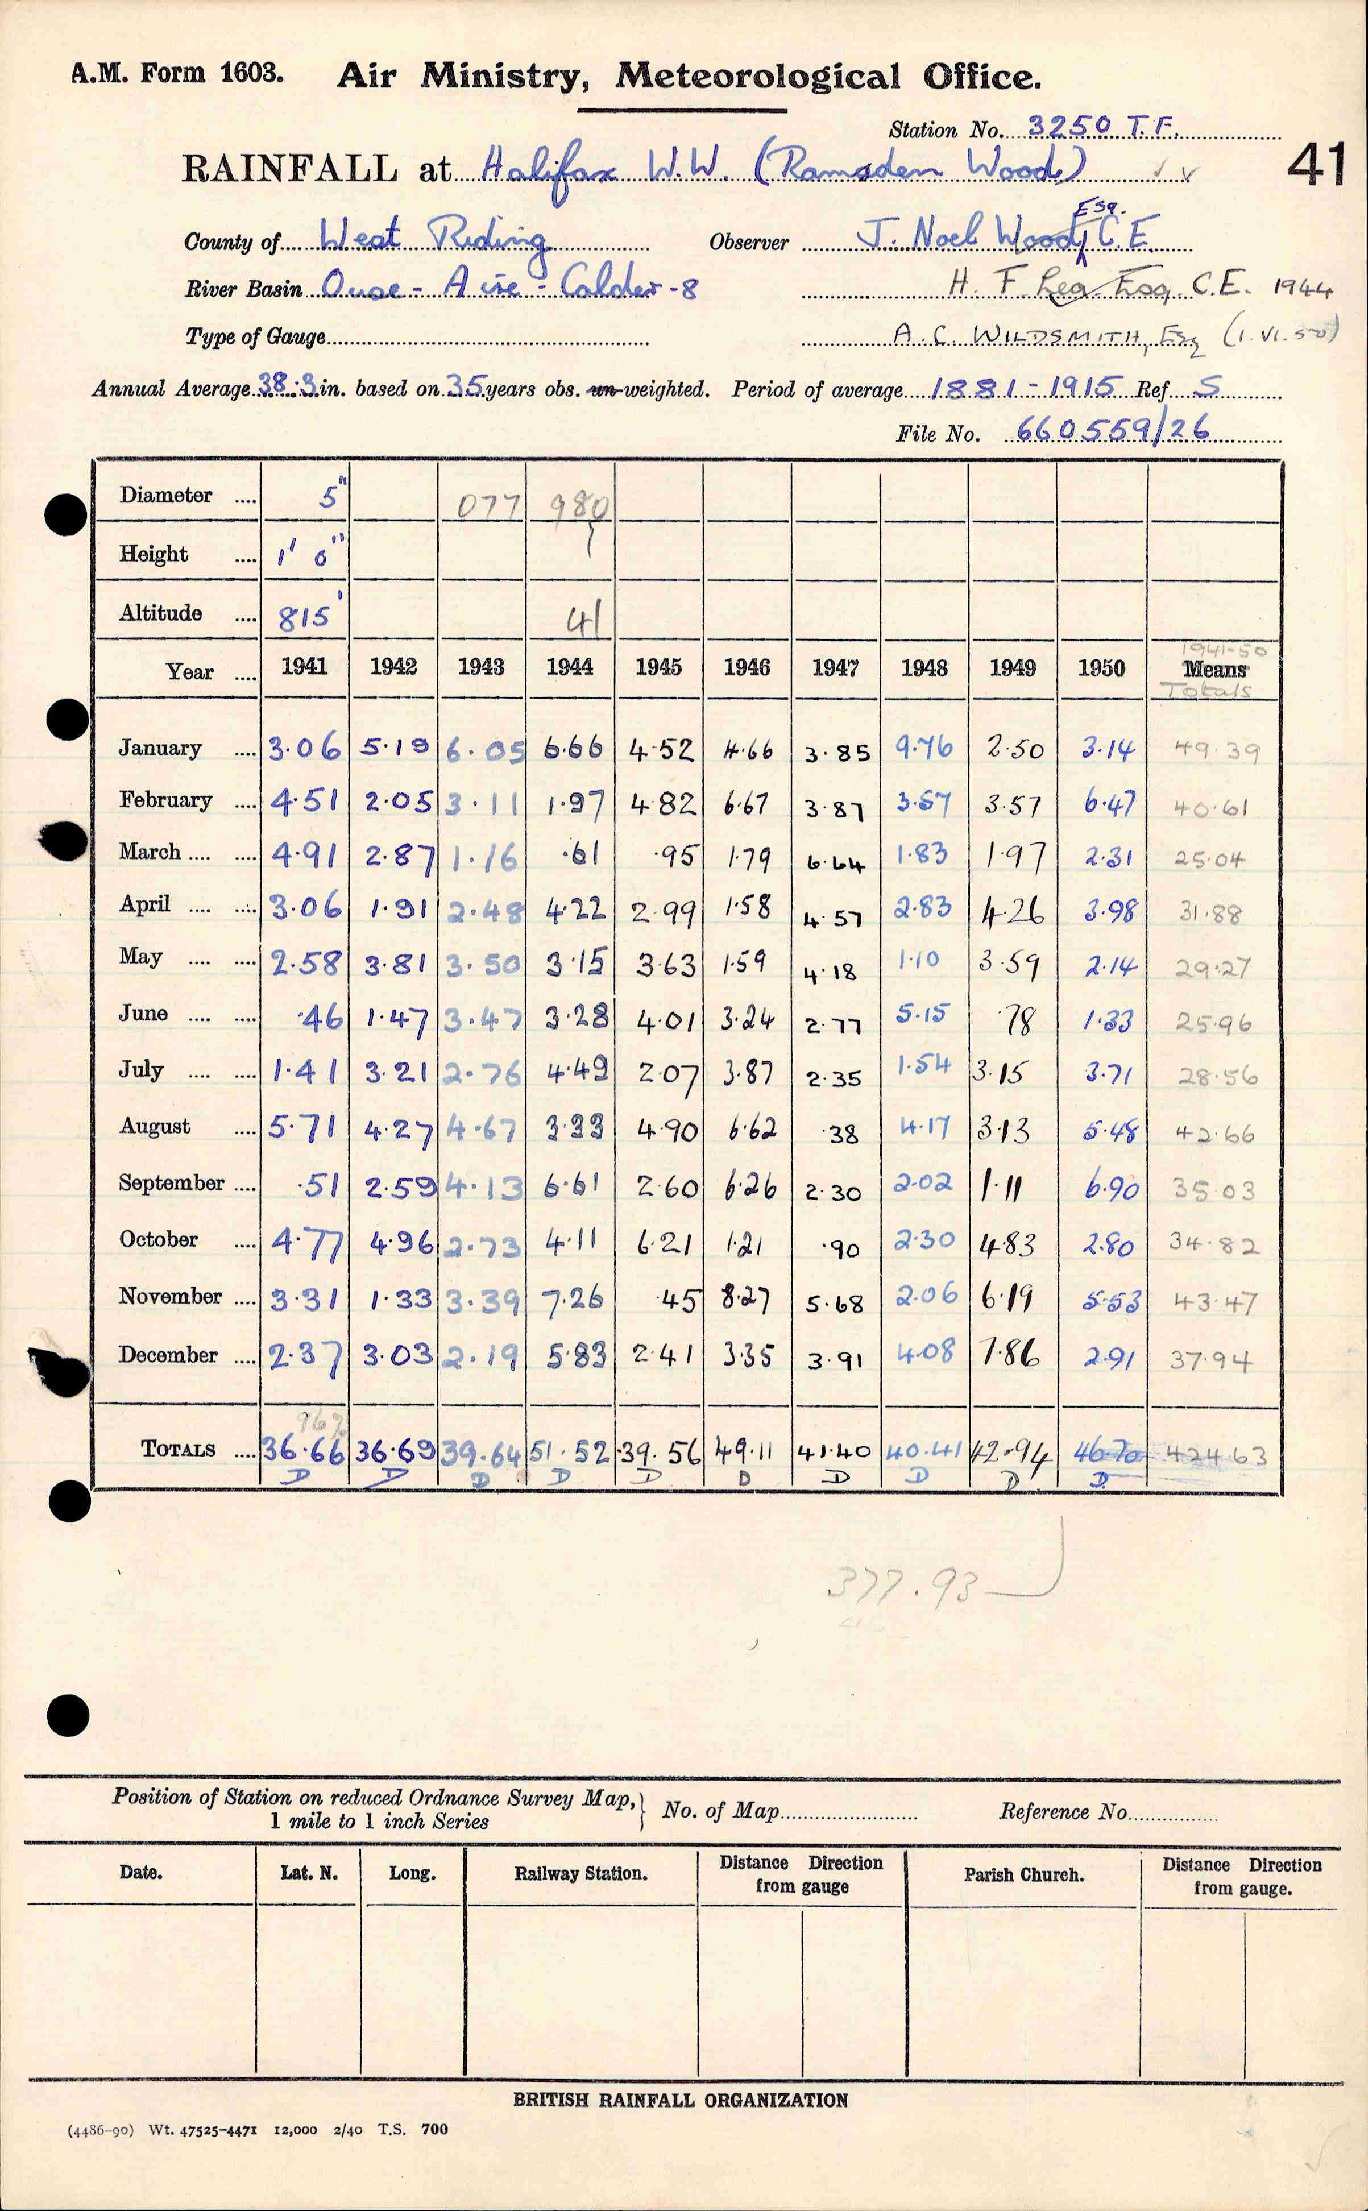 A.M. Form 1603. Air Ministry, Meteorological Office.
Station No. 3250 T.F.
41
RAINFALL at Halifax W.W. (Ramsden Wood)
County of West Riding Observer J. Noel Wood, Esq. C.E.
River Basin Ouse - Aire - Calder - 8 H. F. Lea Esq. C.E. 1944
Type of Gauge A. C. WILDSMITH, Esq (1.VI.50)
Annual Average 38.3 in. based on 35 years obs. un-weighted. Period of average 1881-1915 Ref S
File No. 660559/26
Diameter 5" 077 980
Height 1' 0"
Altitude 815' 41
1941-50
Year 1941 1942 1943 1944 1945 1946 1947 1948 1949 1950 Means
Totals
January 3.06 5.19 6.05 6.66 4.52 4.66 3.85 9.76 2.50 3.14 49.39
February 4.51 2.05 3.11 1.97 4.82 6.67 3.87 3.57 3.57 6.47 40.61
March 4.91 2.87 1.16 .61 .95 1.79 6.64 1.83 1.97 2.31 25.04
April 3.06 1.91 2.48 4.22 2.99 1.58 4.57 2.83 4.26 3.98 31.88
May 2.58 3.81 3.50 3.15 3.63 1.59 4.18 1.10 3.59 2.14 29.27
June .46 1.47 3.47 3.28 4.01 3.24 2.77 5.15 .78 1.33 25.96
July 1.41 3.21 2.76 4.49 2.07 3.87 2.35 1.54 3.15 3.71 28.56
August 5.71 4.27 4.67 3.33 4.90 6.62 .38 4.17 3.13 5.48 42.66
September .51 2.59 4.13 6.61 2.60 6.26 2.30 2.02 1.11 6.90 35.03
October 4.77 4.96 2.73 4.11 6.21 1.21 .90 2.30 4.83 2.80 34.82
November 3.31 1.33 3.39 7.26 .45 8.27 5.68 2.06 6.19 5.53 43.47
December 2.37 3.03 2.19 5.83 2.41 3.35 3.91 4.08 7.86 2.91 37.94
TOTALS 36.66 36.69 39.64 51.52 39.56 49.11 41.40 40.41 42.94 46.70 424.63
D D D D D D D D D D
377.93
Position of Station on reduced Ordnance Survey Map, No. of Map Reference No.
1 mile to 1 inch Series
Date. Lat. N. Long. Railway Station. Distance Direction from gauge Parish Church. Distance Direction from gauge.
BRITISH RAINFALL ORGANIZATION
(4486-90) Wt. 47525-4471 12,000 2/40 T.S. 700